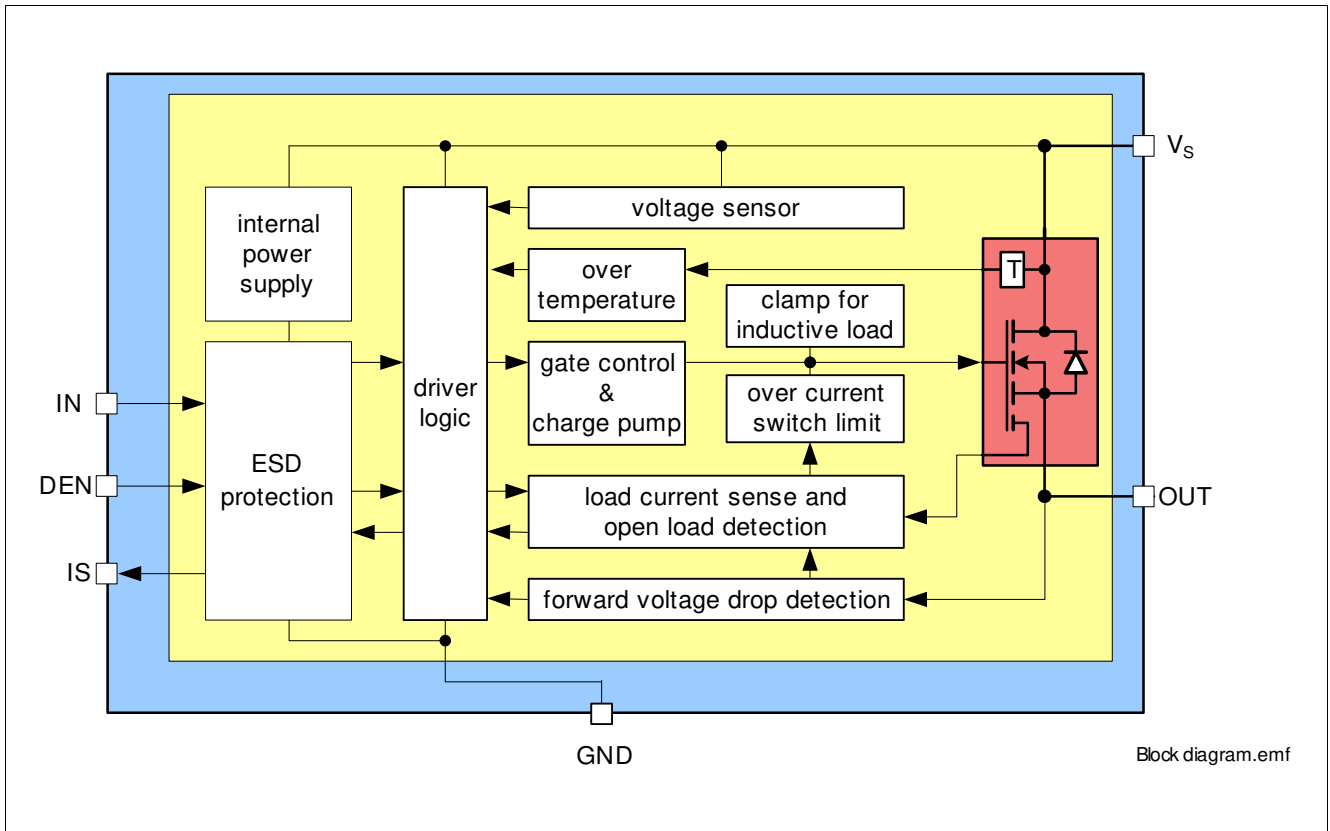 V_S
voltage sensor
internal
power
supply
over
temperature
T
clamp for
inductive load
gate control
&
charge pump
driver
logic
over current
switch limit
IN
DEN
IS
ESD
protection
load current sense and
open load detection
OUT
forward voltage drop detection
GND
Block diagram.emf